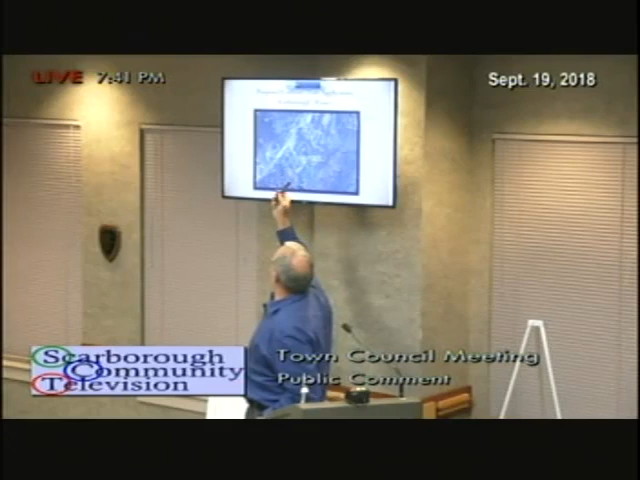 LIVE 7:41 PM
Sept. 19, 2018
Scarborough
Community
Television
Town Council Meeting
Public Comment